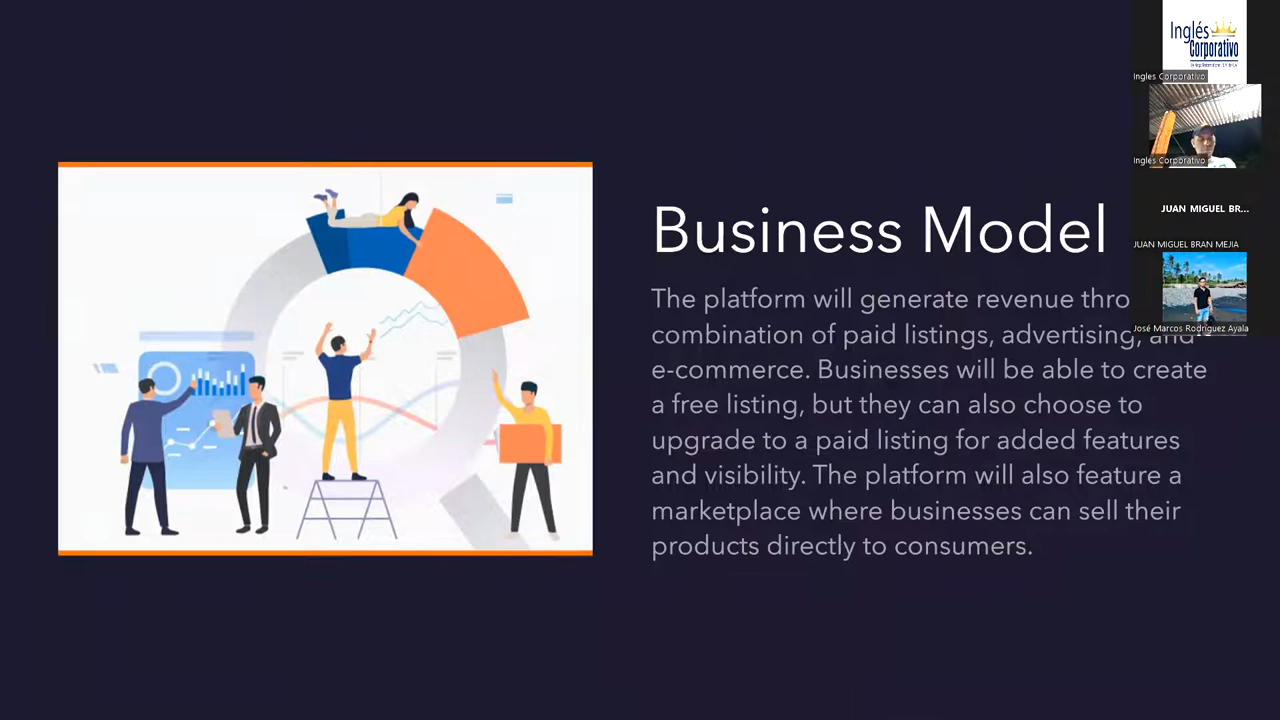 Business Model
The platform will generate revenue thro
combination of paid listings, advertising, and
e-commerce. Businesses will be able to create
a free listing, but they can also choose to
upgrade to a paid listing for added features
and visibility. The platform will also feature a
marketplace where businesses can sell their
products directly to consumers.
Inglés
Corporativo
Ingles Corporativo
Ingles Corporativo
JUAN MIGUEL BR...
JUAN MIGUEL BRAN MEJIA
José Marcos Rodríguez Ayala